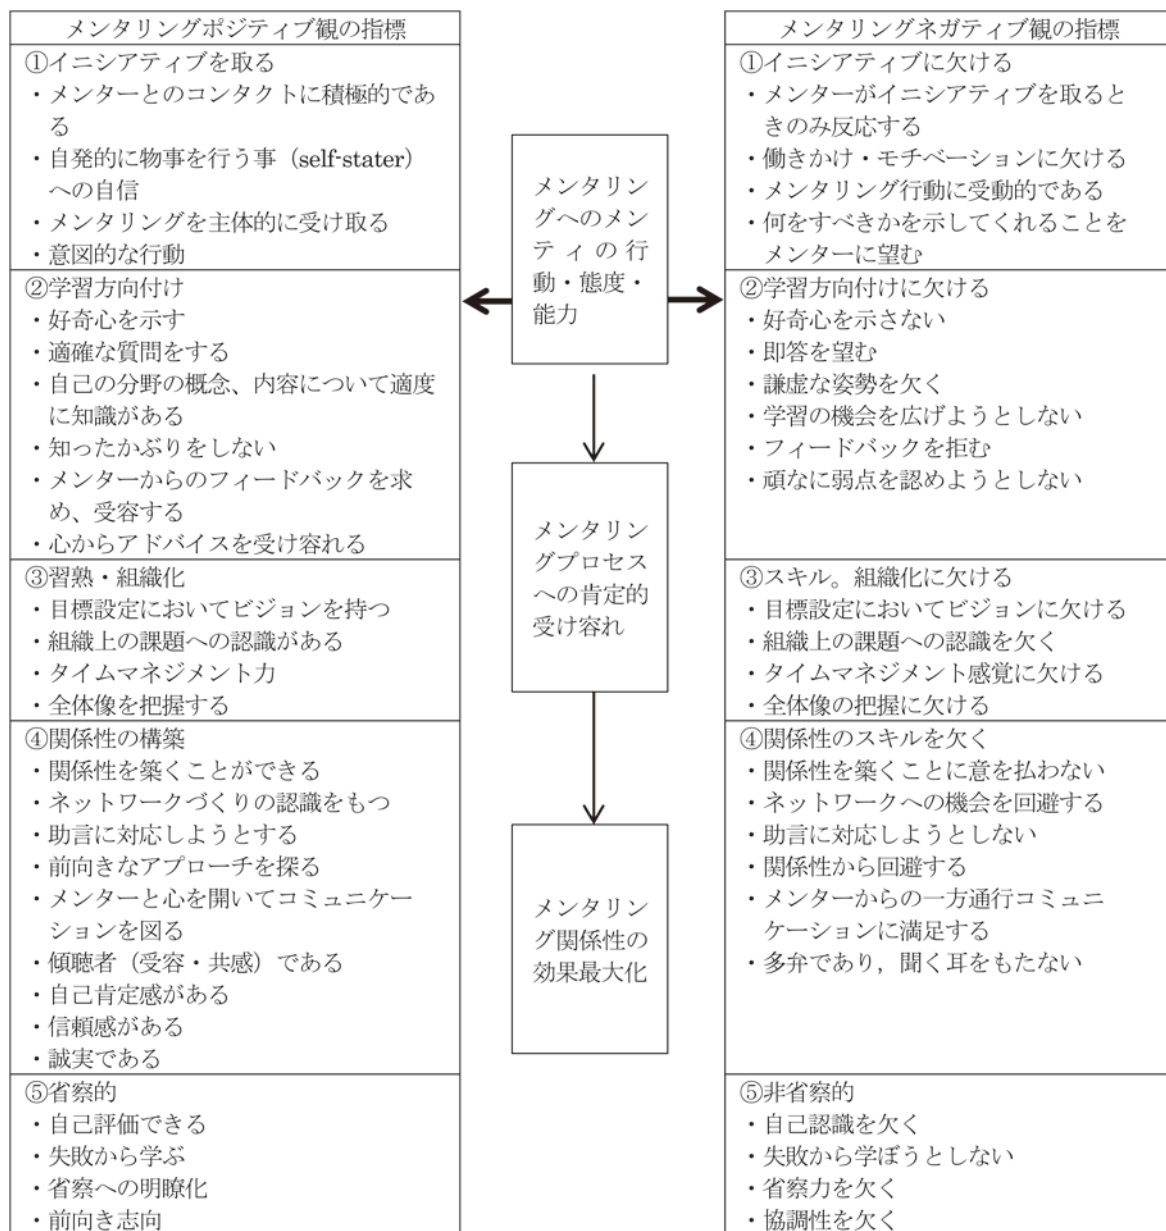 メンタリングポジティブ観の指標
①イニシアティブを取る
・メンターとのコンタクトに積極的であ
る
・自発的に物事を行う事（self-stater）
への自信
・メンタリングを主体的に受け取る
・意図的な行動
②学習方向付け
・好奇心を示す
・適確な質問をする
・自己の分野の概念、内容について適度
に知識がある
・知ったかぶりをしない
・メンターからのフィードバックを求
め、受容する
・心からアドバイスを受け容れる
③習熟・組織化
・目標設定においてビジョンを持つ
・組織上の課題への認識がある
・タイムマネジメント力
・全体像を把握する
④関係性の構築
・関係性を築くことができる
・ネットワークづくりの認識をもつ
・助言に対応しようとする
・前向きなアプローチを探る
・メンターと心を開いてコミュニケー
ションを図る
・傾聴者（受容・共感）である
・自己肯定感がある
・信頼感がある
・誠実である
⑤省察的
・自己評価できる
・失敗から学ぶ
・省察への明瞭化
・前向き志向
メンタリン
グへのメン
ティの行
動・態度・
能力
メンタリン
グプロセス
への肯定的
受け容れ
メンタリン
グ関係性の
効果最大化
メンタリングネガティブ観の指標
①イニシアティブに欠ける
・メンターがイニシアティブを取ると
きのみ反応する
・働きかけ・モチベーションに欠ける
・メンタリング行動に受動的である
・何をすべきかを示してくれることを
メンターに望む
②学習方向付けに欠ける
・好奇心を示さない
・即答を望む
・謙虚な姿勢を欠く
・学習の機会を広げようとしない
・フィードバックを拒む
・頑なに弱点を認めようとしない
③スキル。組織化に欠ける
・目標設定においてビジョンに欠ける
・組織上の課題への認識を欠く
・タイムマネジメント感覚に欠ける
・全体像の把握に欠ける
④関係性のスキルを欠く
・関係性を築くことに意を払わない
・ネットワークへの機会を回避する
・助言に対応しようとしない
・関係性から回避する
・メンターからの一方通行コミュニ
ケーションに満足する
・多弁であり，聞く耳をもたない
⑤非省察的
・自己認識を欠く
・失敗から学ぼうとしない
・省察力を欠く
・協調性を欠く